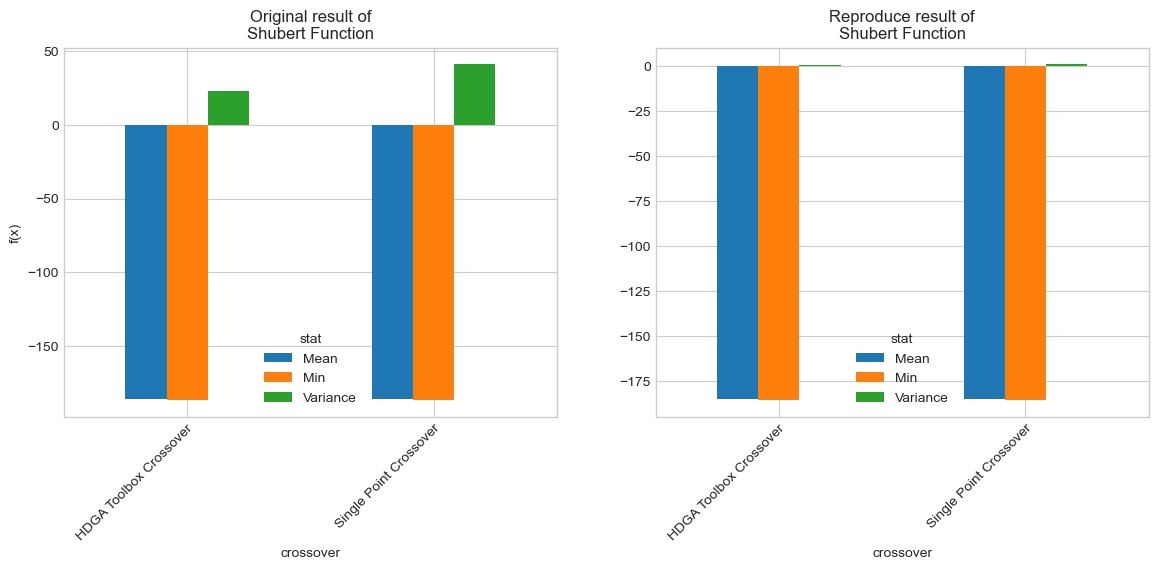 Original result of
Shubert Function
50
0
−50
−100
−150
f(x)
stat
Mean
Min
Variance
HDGA Toolbox Crossover
Single Point Crossover
crossover
Reproduce result of
Shubert Function
0
−25
−50
−75
−100
−125
−150
−175
stat
Mean
Min
Variance
HDGA Toolbox Crossover
Single Point Crossover
crossover